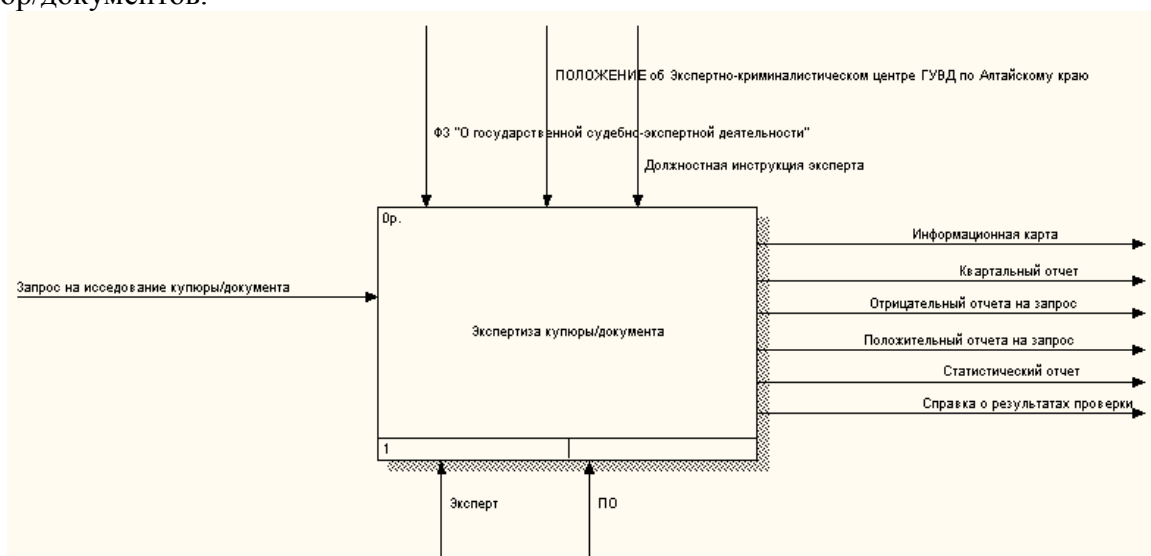 ор/документов.
ПОЛОЖЕНИЕ об Экспертно-криминалистическом центре ГУВД по Алтайскому краю
ФЗ "О государственной судебно-экспертной деятельности"
Должностная инструкция эксперта
0р.
Информационная карта
Квартальный отчет
Запрос на исседование купюры/документа
Отрицательный отчета на запрос
Экспертиза купюры/документа
Положительный отчета на запрос
Статистический отчет
Справка о результатах проверки
1
Эксперт
ПО